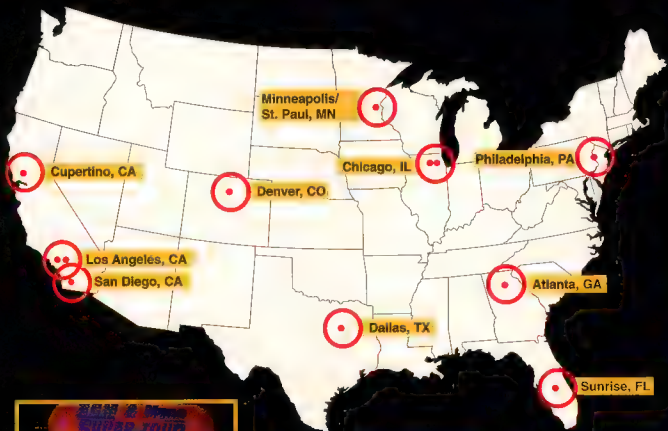 Minneapolis/
St. Paul, MN
Cupertino, CA
Chicago, IL
Philadelphia, PA
Denver, CO
Los Angeles, CA
San Diego, CA
Atlanta, GA
Dallas, TX
Sunrise, FL